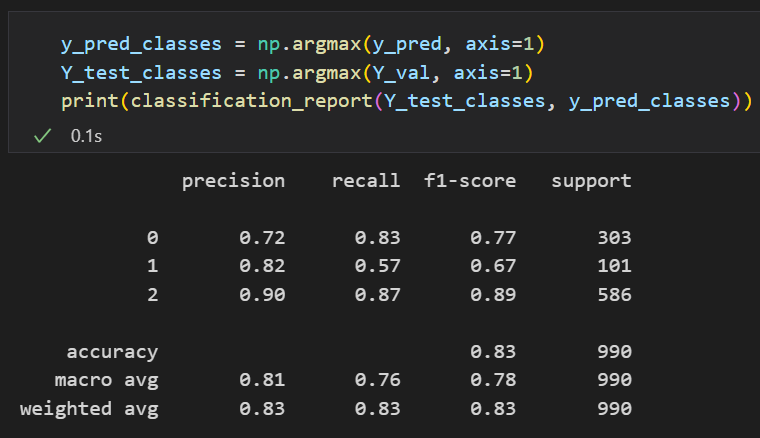 y_pred_classes = np.argmax(y_pred, axis=1)
Y_test_classes = np.argmax(Y_val, axis=1)
print(classification_report(Y_test_classes, y_pred_classes))
0.1s
precision recall f1-score support
0 0.72 0.83 0.77 303
1 0.82 0.57 0.67 101
2 0.90 0.87 0.89 586
accuracy 0.83 990
macro avg 0.81 0.76 0.78 990
weighted avg 0.83 0.83 0.83 990